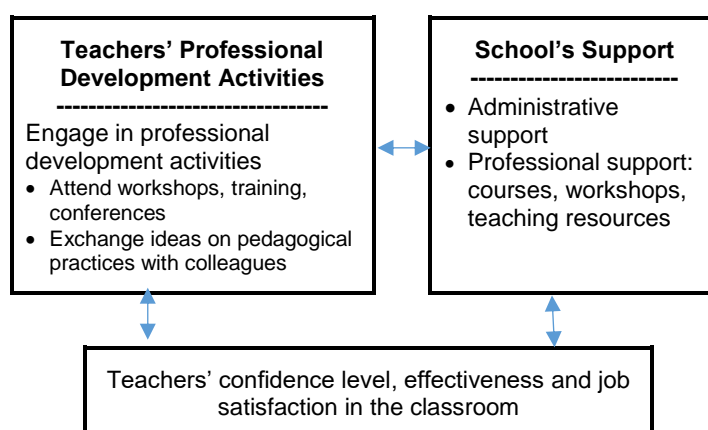 Teachers’ Professional
Development Activities
----------------------------------
Engage in professional
development activities
• Attend workshops, training,
conferences
• Exchange ideas on pedagogical
practices with colleagues
School’s Support
--------------------------
• Administrative
support
• Professional support:
courses, workshops,
teaching resources
Teachers’ confidence level, effectiveness and job
satisfaction in the classroom